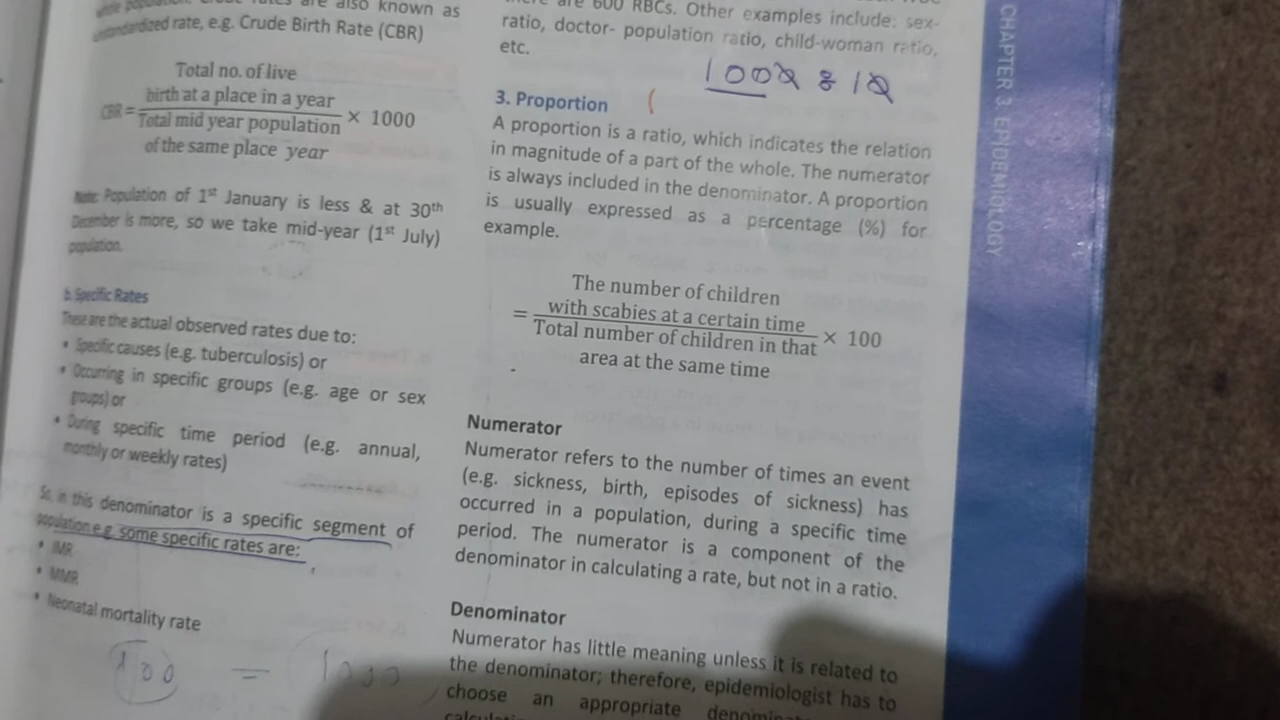 population. Crude rates are also known as
unstandardized rate, e.g. Crude Birth Rate (CBR)
Total no. of live
birth at a place in a year
CBR = × 1000
Total mid year population
of the same place year
Note: Population of 1st January is less & at 30th
December is more, so we take mid-year (1st July)
population.
b. Specific Rates
These are the actual observed rates due to:
• Specific causes (e.g. tuberculosis) or
• Occurring in specific groups (e.g. age or sex
groups) or
• During specific time period (e.g. annual,
monthly or weekly rates)
So, in this denominator is a specific segment of
population e.g. some specific rates are:
• IMR
• MMR
• Neonatal mortality rate
100 = 1000
there are 600 RBCs. Other examples include: sex-
ratio, doctor- population ratio, child-woman ratio,
etc.
1000 : 10
3. Proportion (
A proportion is a ratio, which indicates the relation
in magnitude of a part of the whole. The numerator
is always included in the denominator. A proportion
is usually expressed as a percentage (%) for
example.
The number of children
with scabies at a certain time
= × 100
Total number of children in that
area at the same time
Numerator
Numerator refers to the number of times an event
(e.g. sickness, birth, episodes of sickness) has
occurred in a population, during a specific time
period. The numerator is a component of the
denominator in calculating a rate, but not in a ratio.
Denominator
Numerator has little meaning unless it is related to
the denominator; therefore, epidemiologist has to
choose an appropriate
CHAPTER 3. EPIDEMIOLOGY